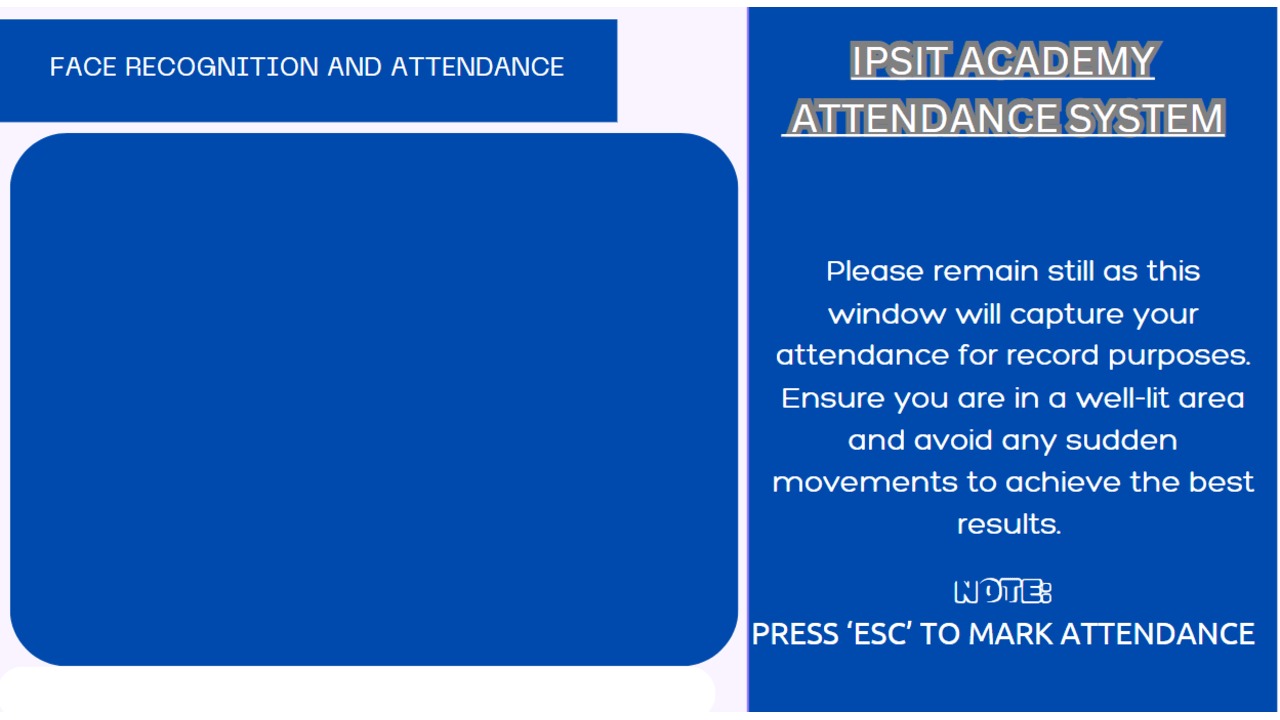 FACE RECOGNITION AND ATTENDANCE
IPSIT ACADEMY
ATTENDANCE SYSTEM
Please remain still as this
window will capture your
attendance for record purposes.
Ensure you are in a well-lit area
and avoid any sudden
movements to achieve the best
results.
NOTE:
PRESS ‘ESC’ TO MARK ATTENDANCE